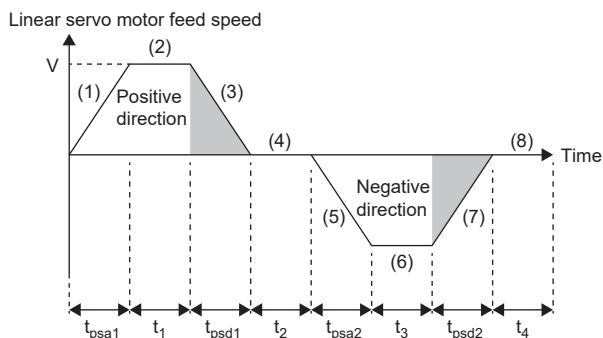 Linear servo motor feed speed
(2)
V
(1)
(3)
Positive
direction
(4)
(8)
Time
Negative
direction
(5)
(7)
(6)
tpsa1 t1 tpsd1 t2 tpsa2 t3 tpsd2 t4